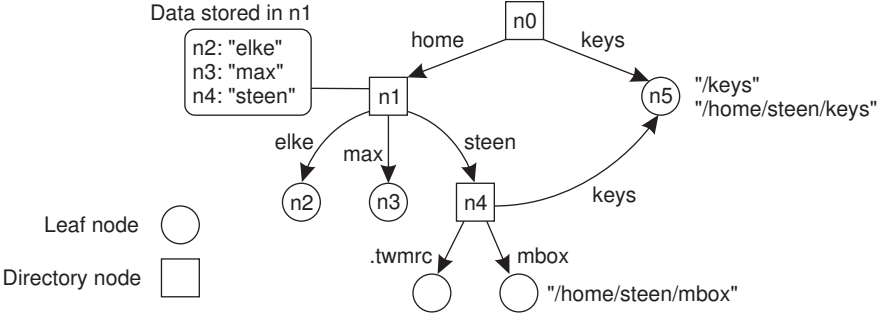 Data stored in n1
n2: "elke"
n3: "max"
n4: "steen"
n0
home
keys
n1
n5
"/keys"
"/home/steen/keys"
elke
max
steen
n2
n3
n4
keys
Leaf node
.twmrc
mbox
Directory node
"/home/steen/mbox"